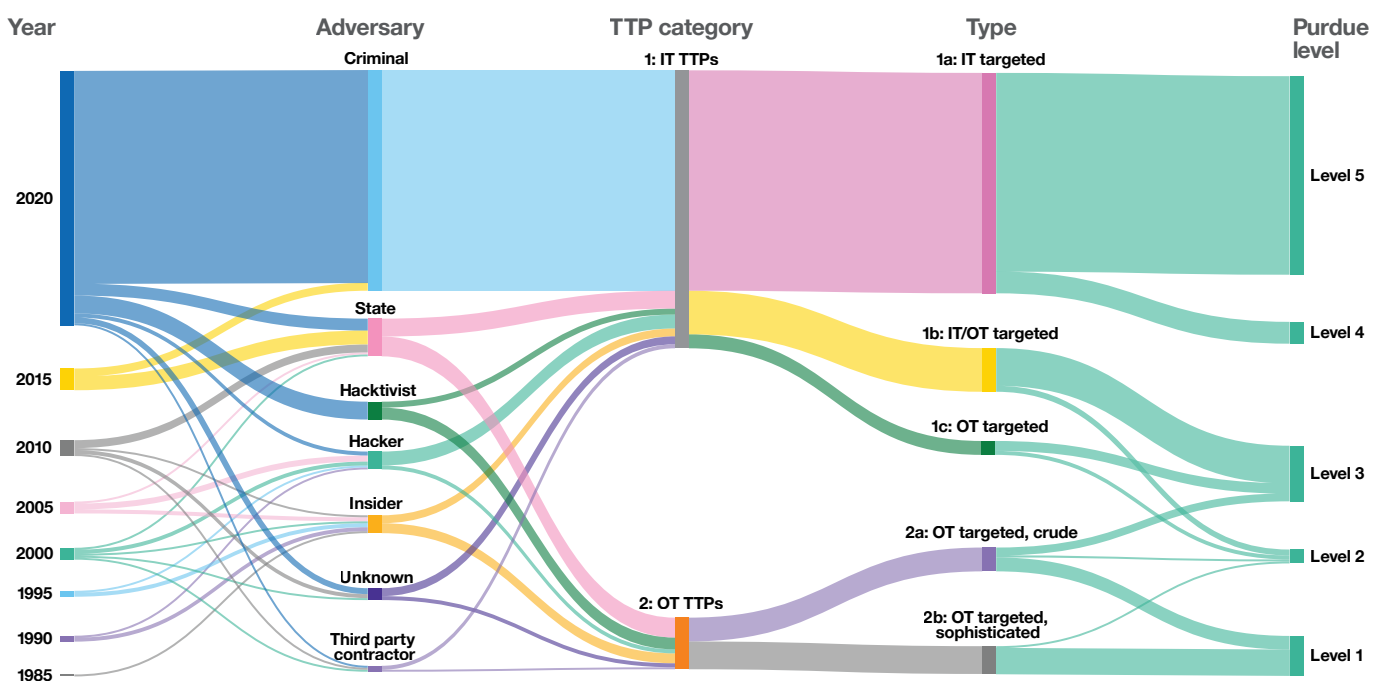 Year
Adversary
TTP category
Type
Purdue
level
2020
2015
2010
2005
2000
1995
1990
1985
Criminal
State
Hacktivist
Hacker
Insider
Unknown
Third party
contractor
1: IT TTPs
2: OT TTPs
1a: IT targeted
1b: IT/OT targeted
1c: OT targeted
2a: OT targeted, crude
2b: OT targeted,
sophisticated
Level 5
Level 4
Level 3
Level 2
Level 1